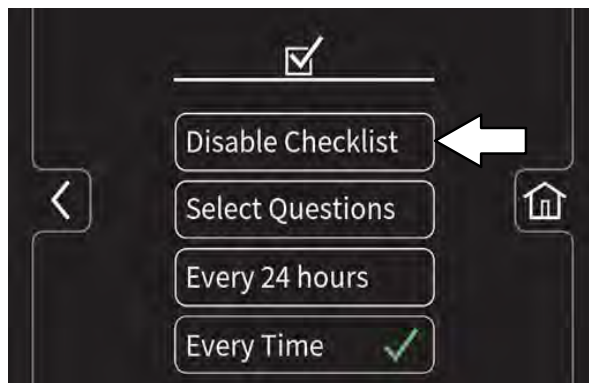 Disable Checklist
Select Questions
Every 24 hours
Every Time